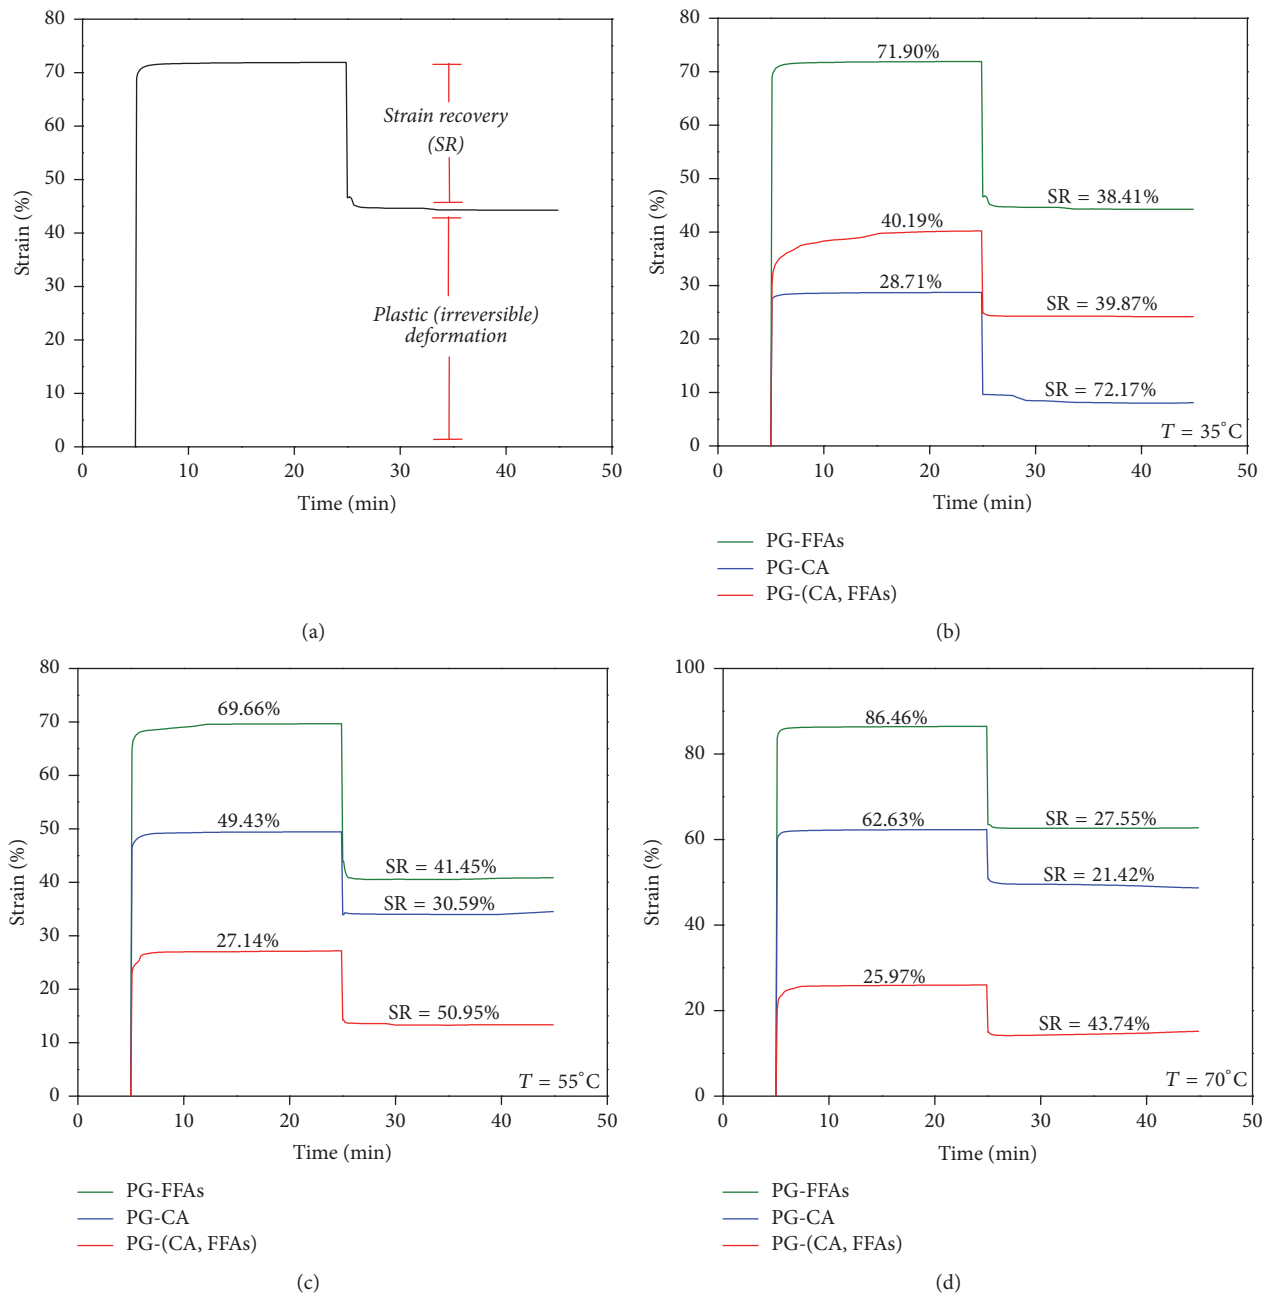 80
70
60
50
40
30
20
10
0
Strain (%)
Strain recovery
(SR)
Plastic (irreversible)
deformation
0
10
20
30
40
50
Time (min)
(a)
80
70
60
50
40
30
20
10
0
Strain (%)
71.90%
SR = 38.41%
40.19%
28.71%
SR = 39.87%
SR = 72.17%
T = 35°C
0
10
20
30
40
50
Time (min)
PG-FFAs
PG-CA
PG-(CA, FFAs)
(b)
80
70
60
50
40
30
20
10
0
Strain (%)
69.66%
49.43%
SR = 41.45%
SR = 30.59%
27.14%
SR = 50.95%
T = 55°C
0
10
20
30
40
50
Time (min)
PG-FFAs
PG-CA
PG-(CA, FFAs)
(c)
100
80
60
40
20
0
Strain (%)
86.46%
62.63%
SR = 27.55%
SR = 21.42%
25.97%
SR = 43.74%
T = 70°C
0
10
20
30
40
50
Time (min)
PG-FFAs
PG-CA
PG-(CA, FFAs)
(d)